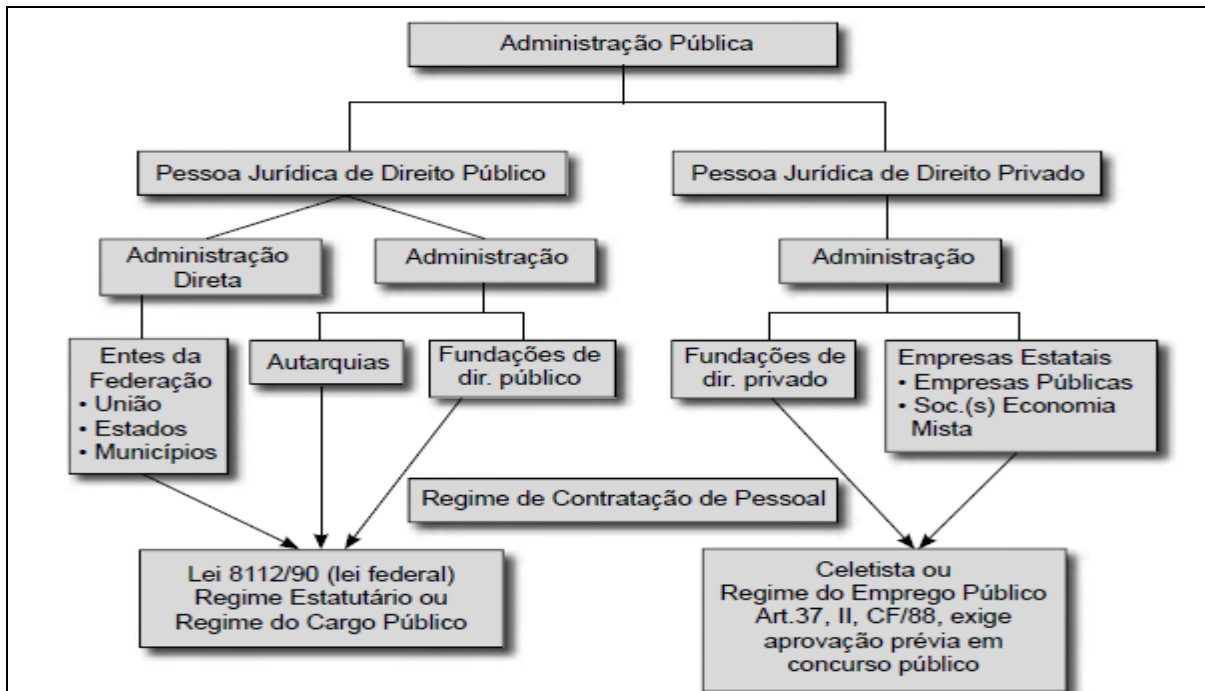 Administração Pública
Pessoa Jurídica de Direito Público
Pessoa Jurídica de Direito Privado
Administração
Direta
Administração
Administração
Entes da
Federação
• União
• Estados
• Municípios
Autarquias
Fundações de
dir. público
Fundações de
dir. privado
Empresas Estatais
• Empresas Públicas
• Soc.(s) Economia
Mista
Regime de Contratação de Pessoal
Lei 8112/90 (lei federal)
Regime Estatutário ou
Regime do Cargo Público
Celetista ou
Regime do Emprego Público
Art.37, II, CF/88, exige
aprovação prévia em
concurso público